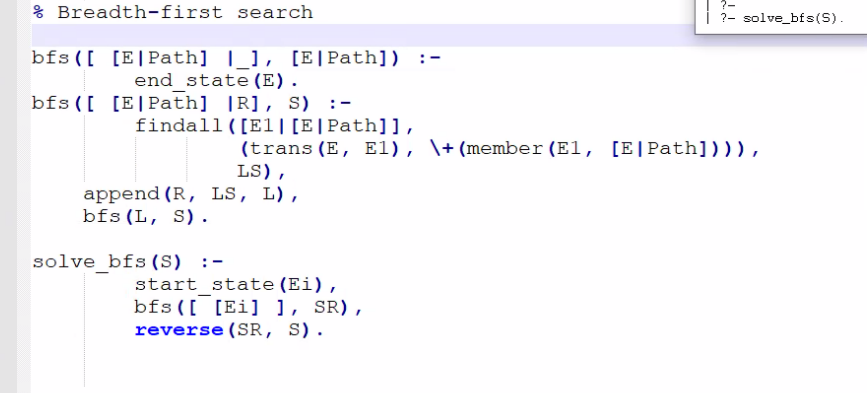 % Breadth-first search
bfs([ [E|Path] |_], [E|Path]) :-
end_state(E).
bfs([ [E|Path] |R], S) :-
findall([E1|[E|Path]],
(trans(E, E1), \+(member(E1, [E|Path]))),
LS),
append(R, LS, L),
bfs(L, S).
solve_bfs(S) :-
start_state(Ei),
bfs([ [Ei] ], SR),
reverse(SR, S).
| ?-
| ?- solve_bfs(S).